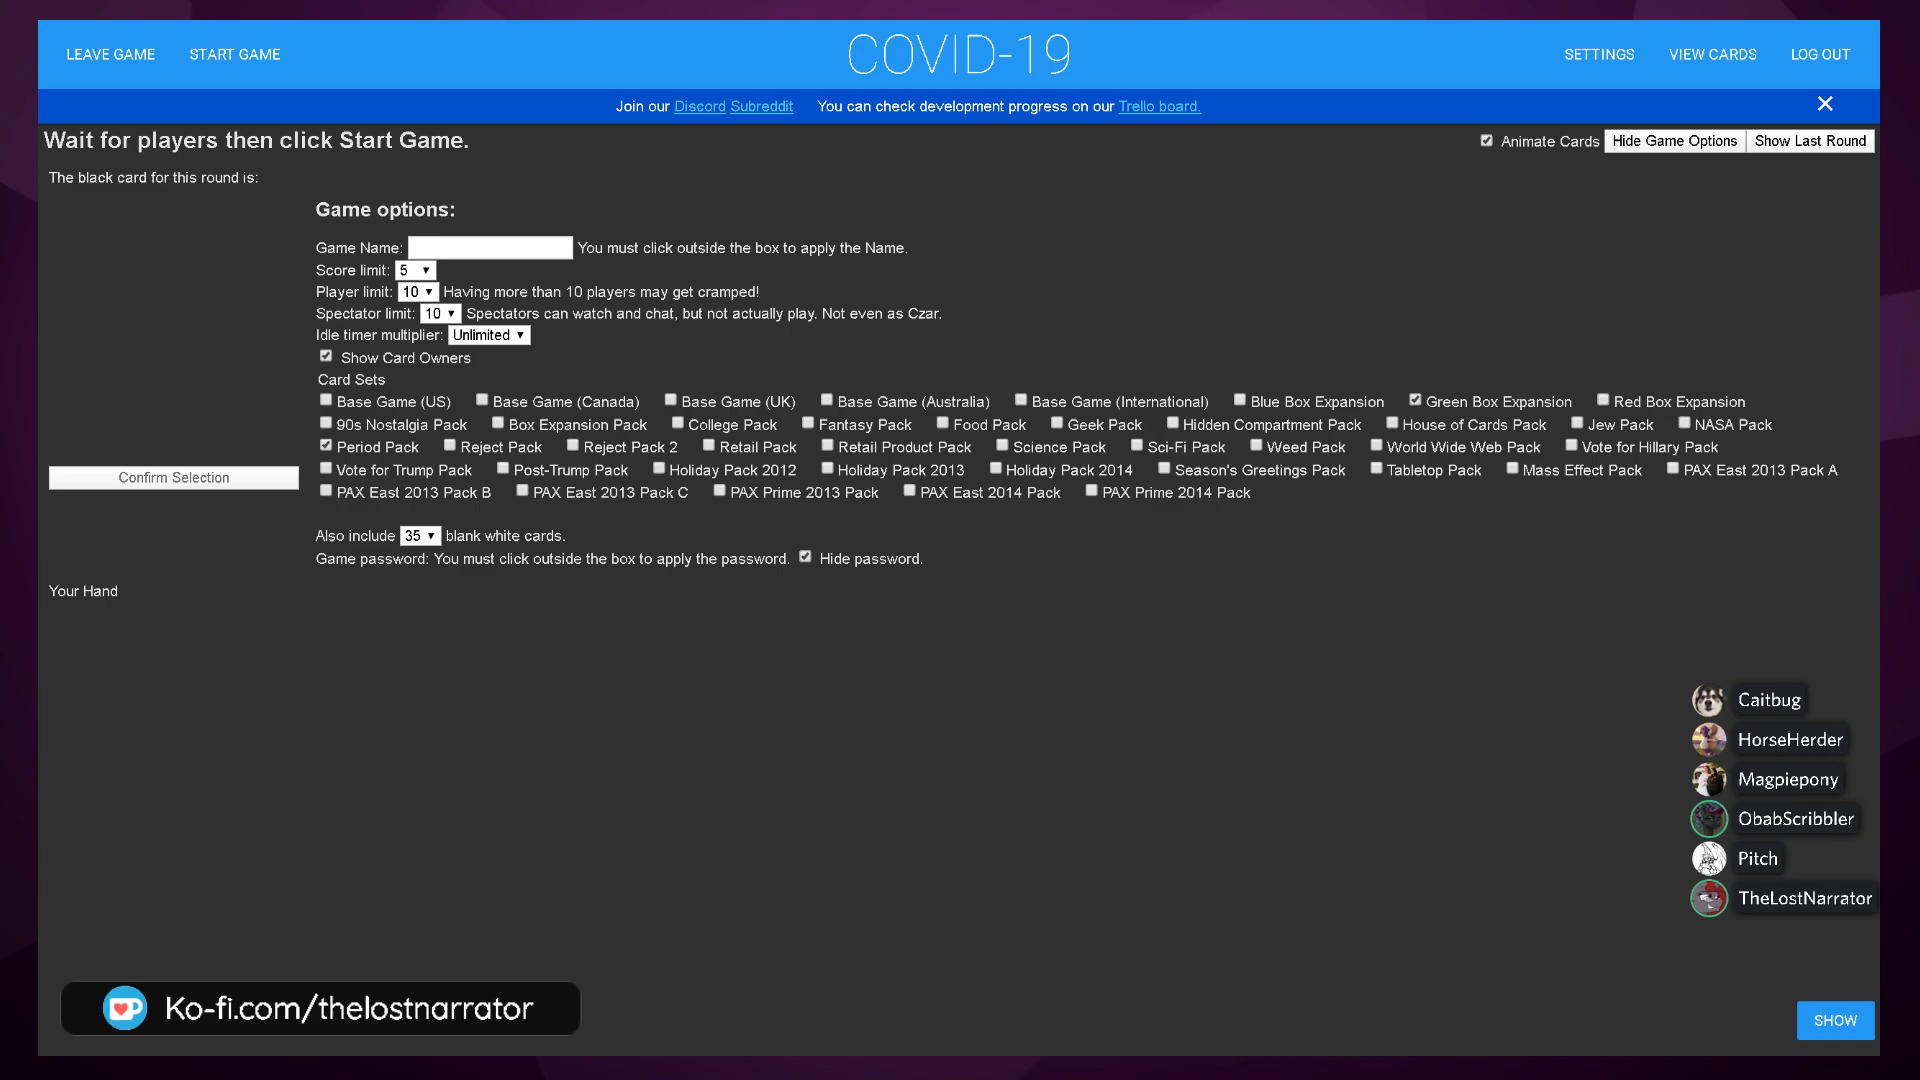 LEAVE GAME START GAME COVID-19 SETTINGS VIEW CARDS LOG OUT
Join our Discord Subreddit You can check development progress on our Trello board. ✕
Wait for players then click Start Game. Animate Cards Hide Game Options Show Last Round
The black card for this round is:
Game options:
Game Name: You must click outside the box to apply the Name.
Score limit: 5
Player limit: 10 Having more than 10 players may get cramped!
Spectator limit: 10 Spectators can watch and chat, but not actually play. Not even as Czar.
Idle timer multiplier: Unlimited
Show Card Owners
Card Sets
Base Game (US) Base Game (Canada) Base Game (UK) Base Game (Australia) Base Game (International) Blue Box Expansion Green Box Expansion Red Box Expansion
90s Nostalgia Pack Box Expansion Pack College Pack Fantasy Pack Food Pack Geek Pack Hidden Compartment Pack House of Cards Pack Jew Pack NASA Pack
Period Pack Reject Pack Reject Pack 2 Retail Pack Retail Product Pack Science Pack Sci-Fi Pack Weed Pack World Wide Web Pack Vote for Hillary Pack
Vote for Trump Pack Post-Trump Pack Holiday Pack 2012 Holiday Pack 2013 Holiday Pack 2014 Season's Greetings Pack Tabletop Pack Mass Effect Pack PAX East 2013 Pack A
Confirm Selection
PAX East 2013 Pack B PAX East 2013 Pack C PAX Prime 2013 Pack PAX East 2014 Pack PAX Prime 2014 Pack
Also include 35 blank white cards.
Game password: You must click outside the box to apply the password. Hide password.
Your Hand
Caitbug
HorseHerder
Magpiepony
ObabScribbler
Pitch
TheLostNarrator
Ko-fi.com/thelostnarrator
SHOW